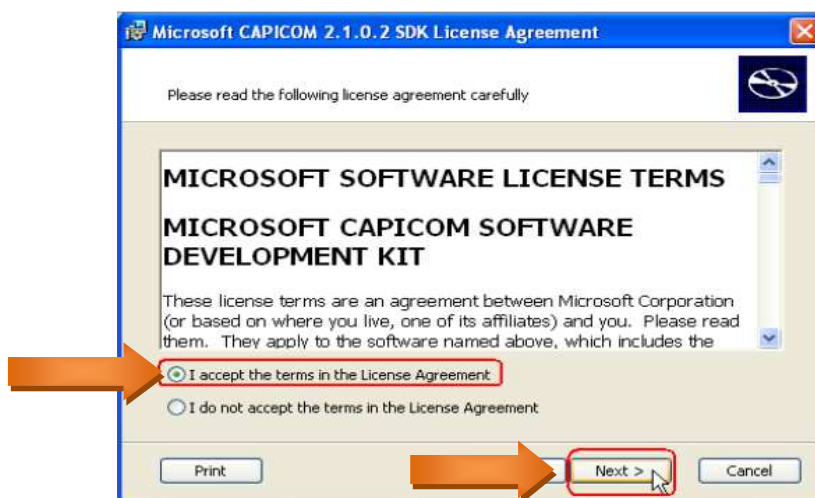 Microsoft CAPICOM 2.1.0.2 SDK License Agreement
Please read the following license agreement carefully
MICROSOFT SOFTWARE LICENSE TERMS
MICROSOFT CAPICOM SOFTWARE
DEVELOPMENT KIT
These license terms are an agreement between Microsoft Corporation
(or based on where you live, one of its affiliates) and you. Please read
them. They apply to the software named above, which includes the
I accept the terms in the License Agreement
I do not accept the terms in the License Agreement
Print
Next >
Cancel